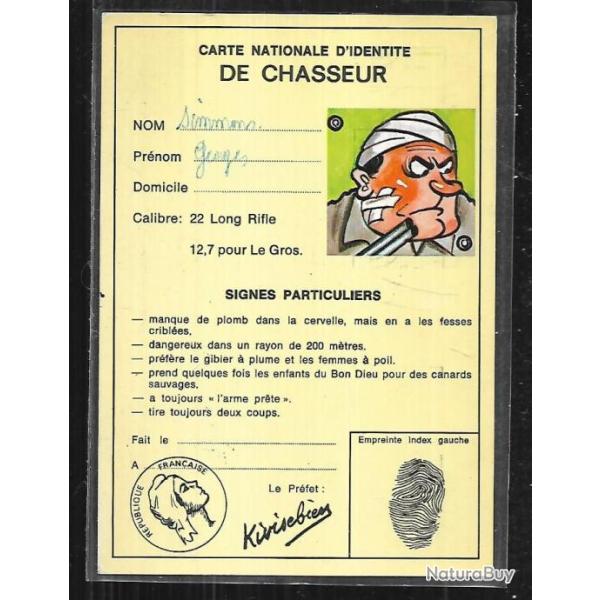 CARTE NATIONALE D'IDENTITE
DE CHASSEUR
NOM Simmons
Prénom Georges
Domicile
Calibre: 22 Long Rifle
12,7 pour Le Gros.
SIGNES PARTICULIERS
— manque de plomb dans la cervelle, mais en a les fesses
criblées.
— dangereux dans un rayon de 200 mètres.
— préfère le gibier à plume et les femmes à poil.
— prend quelques fois les enfants du Bon Dieu pour des canards
sauvages.
— a toujours « l'arme prête ».
— tire toujours deux coups.
Fait le
A
Empreinte Index gauche
REPUBLIQUE FRANÇAISE
Le Préfet :
Kivisebien
NaturaBuy